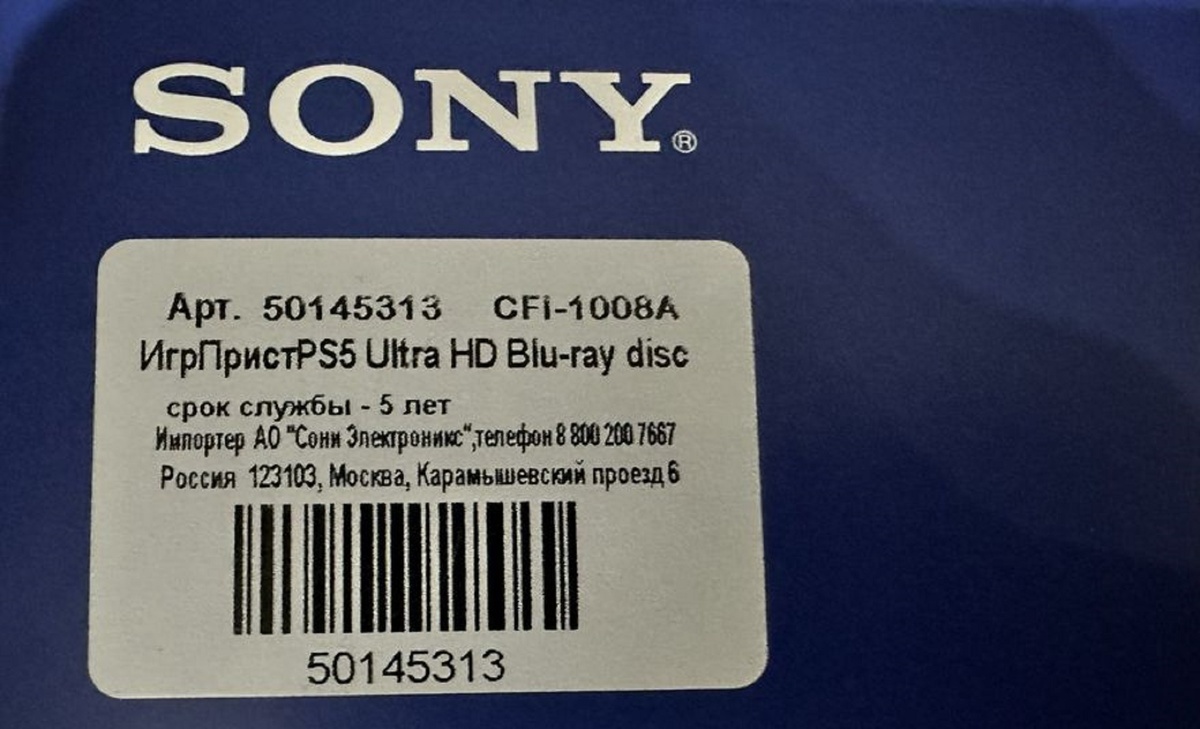 SONY®
Арт. 50145313 CFI-1008A
ИгрПристPS5 Ultra HD Blu-ray disc
срок службы - 5 лет
Импортер АО "Сони Электроникс",телефон 8 800 200 7667
Россия 123103, Москва, Карамышевский проезд 6
50145313